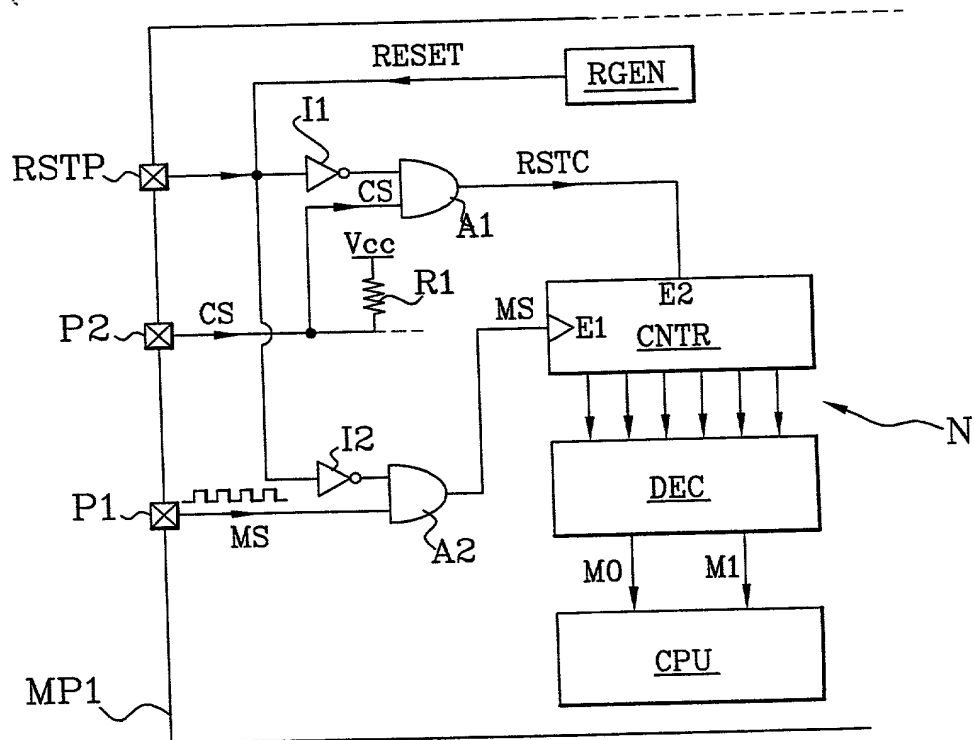 RESET
RGEN
I1
RSTP
RSTC
CS
A1
Vcc
R1
E2
P2
CS
MS
E1
CNTR
N
I2
P1
DEC
MS
A2
M0
M1
CPU
MP1